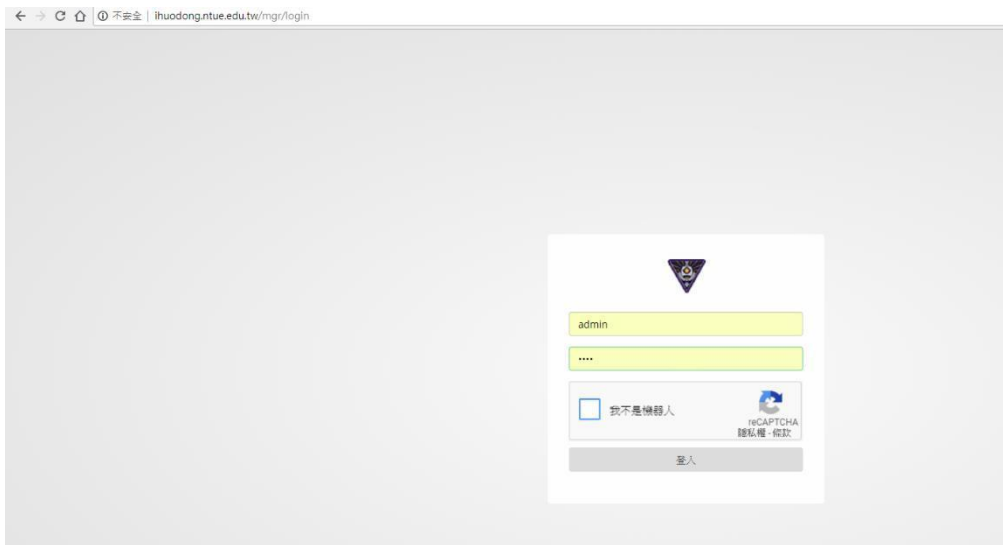 不安全 | ihuodong.ntue.edu.tw/mgr/login
admin
••••
我不是機器人
reCAPTCHA
隱私權 - 條款
登入